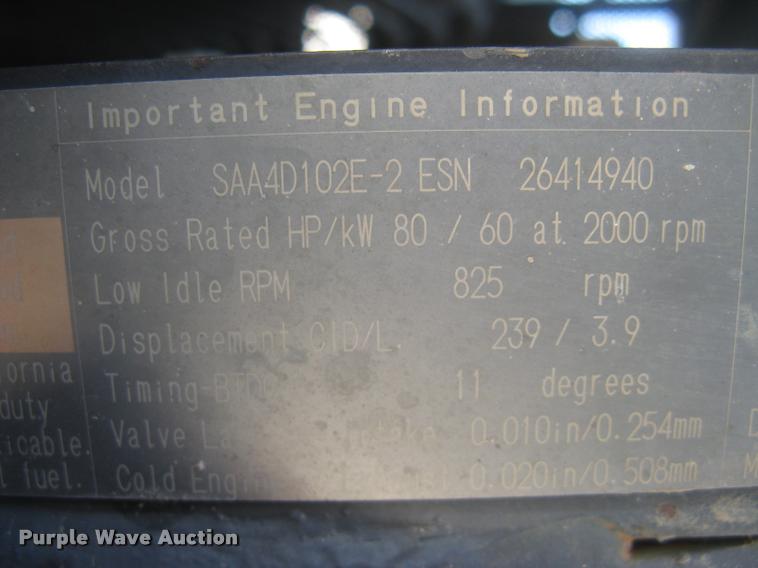 Important Engine Information
Model SAA4D102E-2 ESN 26414940
Gross Rated HP/kW 80 / 60 at 2000 rpm
Low Idle RPM 825 rpm
Displacement CID/L. 239 / 3.9
ornia Timing-BTDC 11 degrees
duty Valve La Intake 0.010in/0.254mm
icable. Cold Engin Exhaust 0.020in/0.508mm
l fuel.
Purple Wave Auction